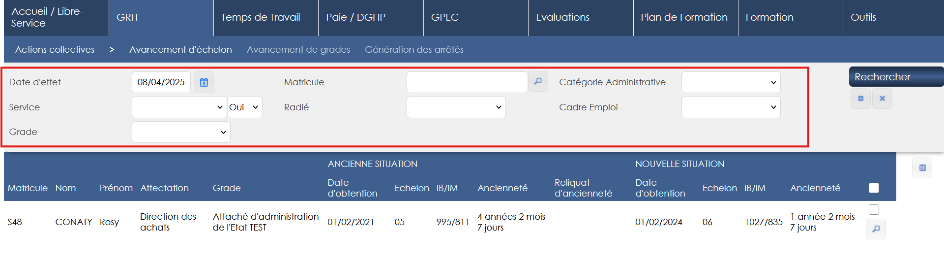 Accueil / Libre Service
GRH
Temps de Travail
Paie / DGFIP
GPEC
Evaluations
Plan de Formation
Formation
Outils
Actions collectives > Avancement d'échelon Avancement de grades Génération des arrêtés
Date d'effet 08/04/2025 Matricule Catégorie Administrative Rechercher
Service Oui Radié Cadre Emploi
Grade
ANCIENNE SITUATION NOUVELLE SITUATION
Matricule Nom Prénom Affectation Grade Date d'obtention Echelon IB/IM Ancienneté Reliquat d'ancienneté Date d'obtention Echelon IB/IM Ancienneté
S48 CONATY Rosy Direction des achats Attaché d'administration de l'Etat TEST 01/02/2021 05 995/811 4 années 2 mois 7 jours 01/02/2024 06 1027/835 1 année 2 mois 7 jours